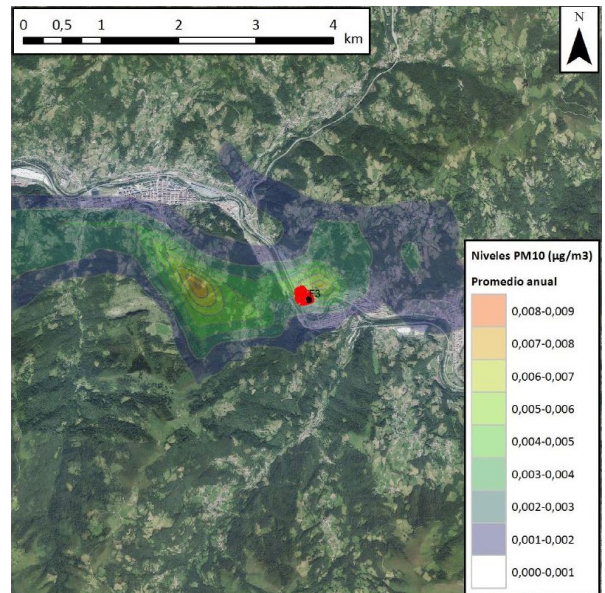 0 0,5 1 2 3 4
km
N
F3
Niveles PM10 (µg/m3)
Promedio anual
0,008-0,009
0,007-0,008
0,006-0,007
0,005-0,006
0,004-0,005
0,003-0,004
0,002-0,003
0,001-0,002
0,000-0,001